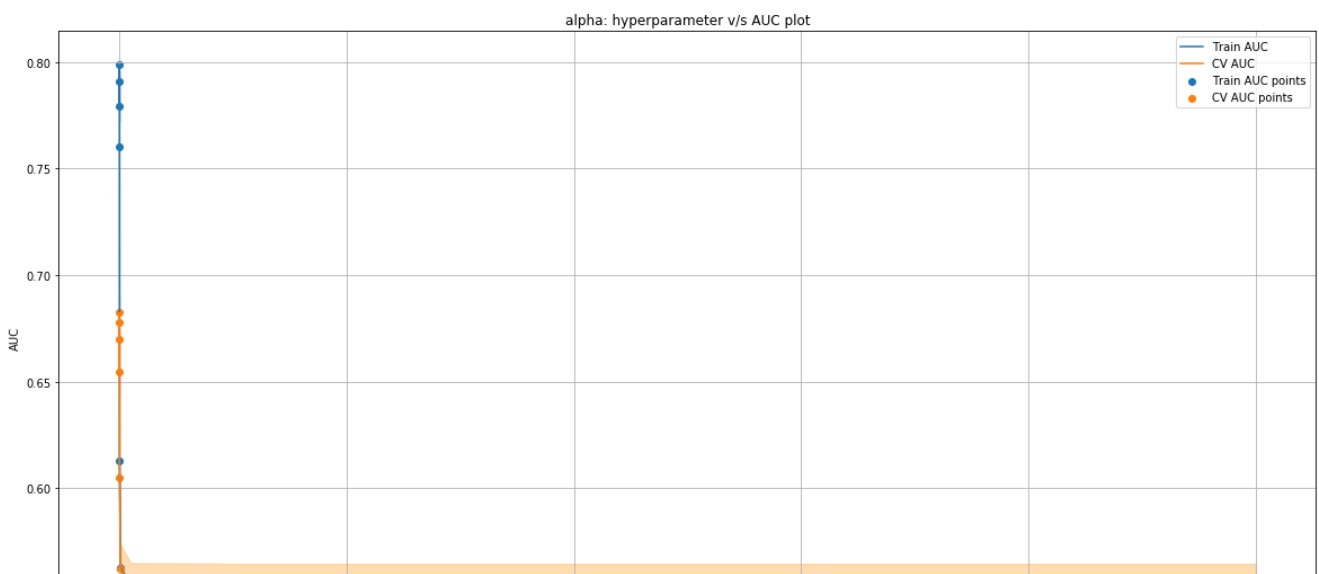 alpha: hyperparameter v/s AUC plot
Train AUC
CV AUC
Train AUC points
CV AUC points
0.80
0.75
0.70
AUC
0.65
0.60